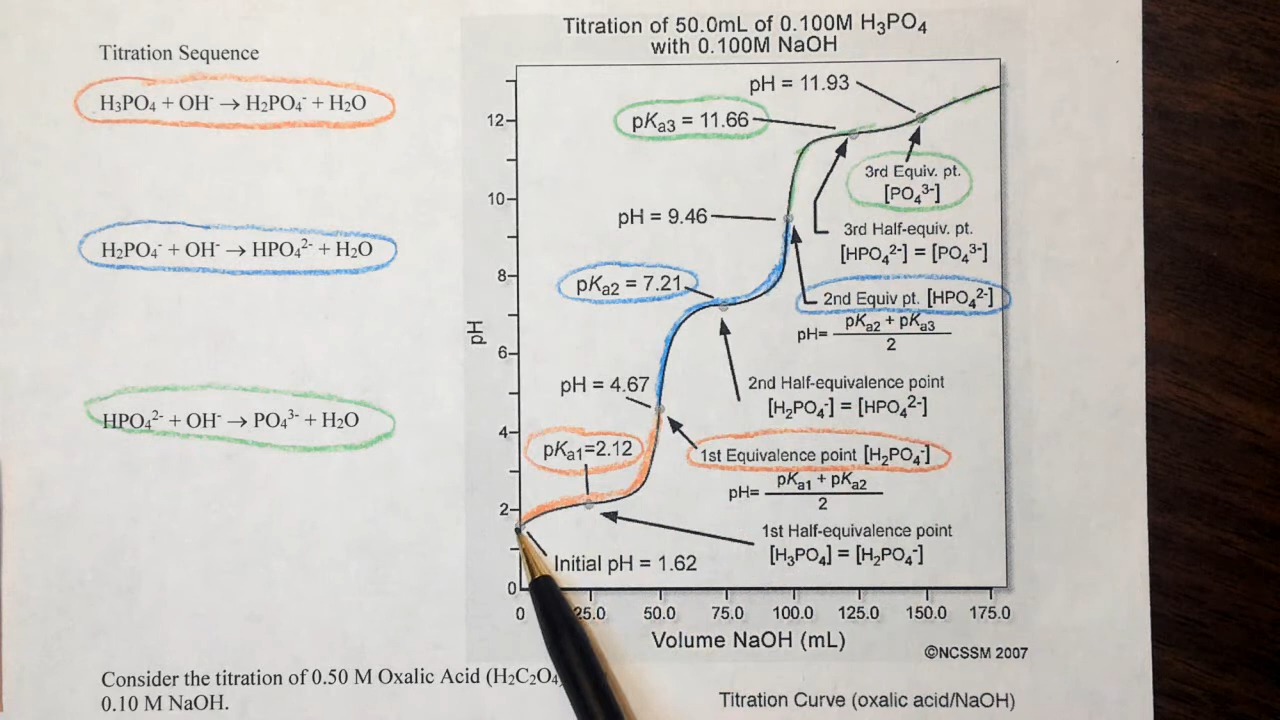 Titration Sequence
H₃PO₄ + OH⁻ → H₂PO₄⁻ + H₂O
H₂PO₄⁻ + OH⁻ → HPO₄²⁻ + H₂O
HPO₄²⁻ + OH⁻ → PO₄³⁻ + H₂O
Titration of 50.0mL of 0.100M H₃PO₄
with 0.100M NaOH
pH = 11.93
pKₐ₃ = 11.66
3rd Equiv. pt.
[PO₄³⁻]
pH = 9.46
3rd Half-equiv. pt.
[HPO₄²⁻] = [PO₄³⁻]
pKₐ₂ = 7.21
2nd Equiv pt. [HPO₄²⁻]
pH= pKₐ₂ + pKₐ₃
2
pH = 4.67
2nd Half-equivalence point
[H₂PO₄⁻] = [HPO₄²⁻]
pKₐ₁=2.12
1st Equivalence point [H₂PO₄⁻]
pH= pKₐ₁ + pKₐ₂
2
1st Half-equivalence point
[H₃PO₄] = [H₂PO₄⁻]
Initial pH = 1.62
pH
12
10
8
6
4
2
0
0 25.0 50.0 75.0 100.0 125.0 150.0 175.0
Volume NaOH (mL)
©NCSSM 2007
Consider the titration of 0.50 M Oxalic Acid (H₂C₂O₄
0.10 M NaOH.
Titration Curve (oxalic acid/NaOH)